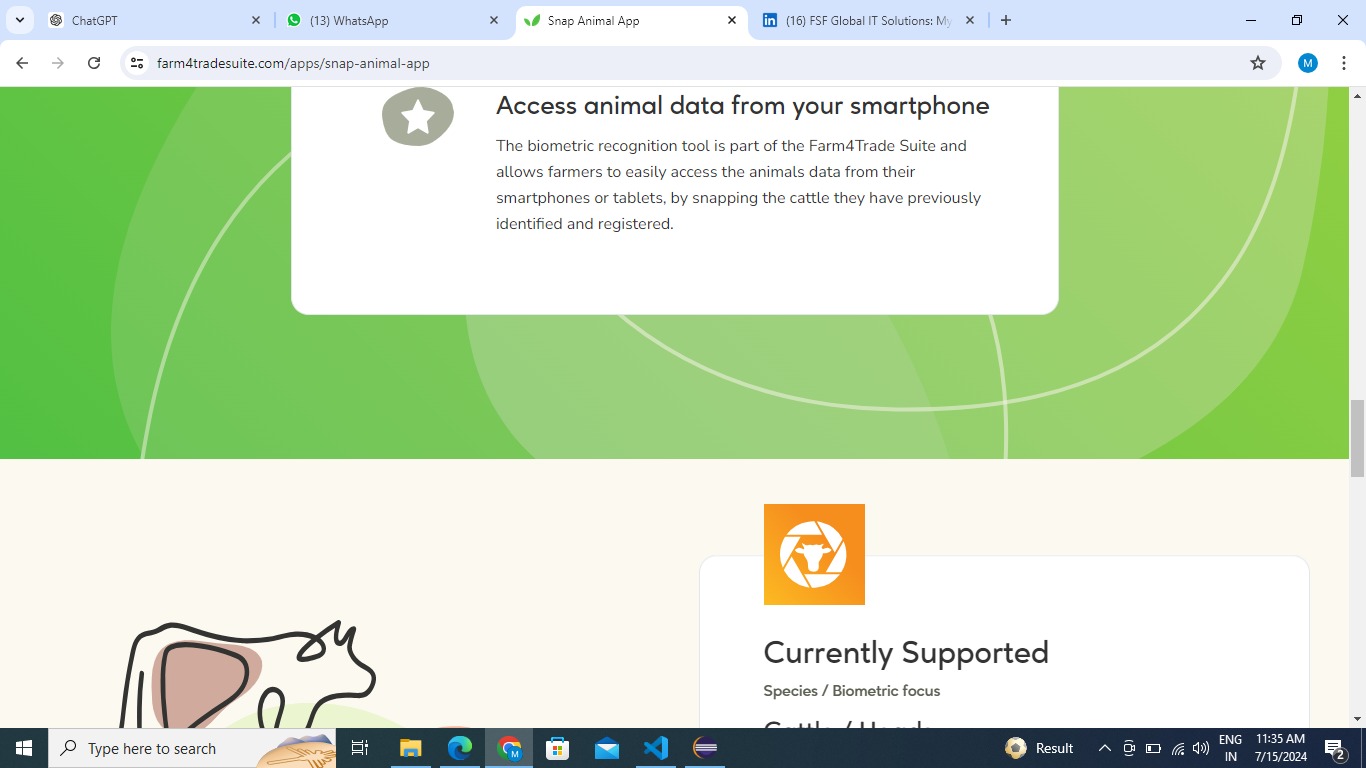 ChatGPT
(13) WhatsApp
Snap Animal App
(16) FSF Global IT Solutions: My
farm4tradesuite.com/apps/snap-animal-app
M
Access animal data from your smartphone
The biometric recognition tool is part of the Farm4Trade Suite and
allows farmers to easily access the animals data from their
smartphones or tablets, by snapping the cattle they have previously
identified and registered.
Currently Supported
Species / Biometric focus
Cattle / Heads
Type here to search
M
Result
ENG
IN
11:35 AM
7/15/2024
2